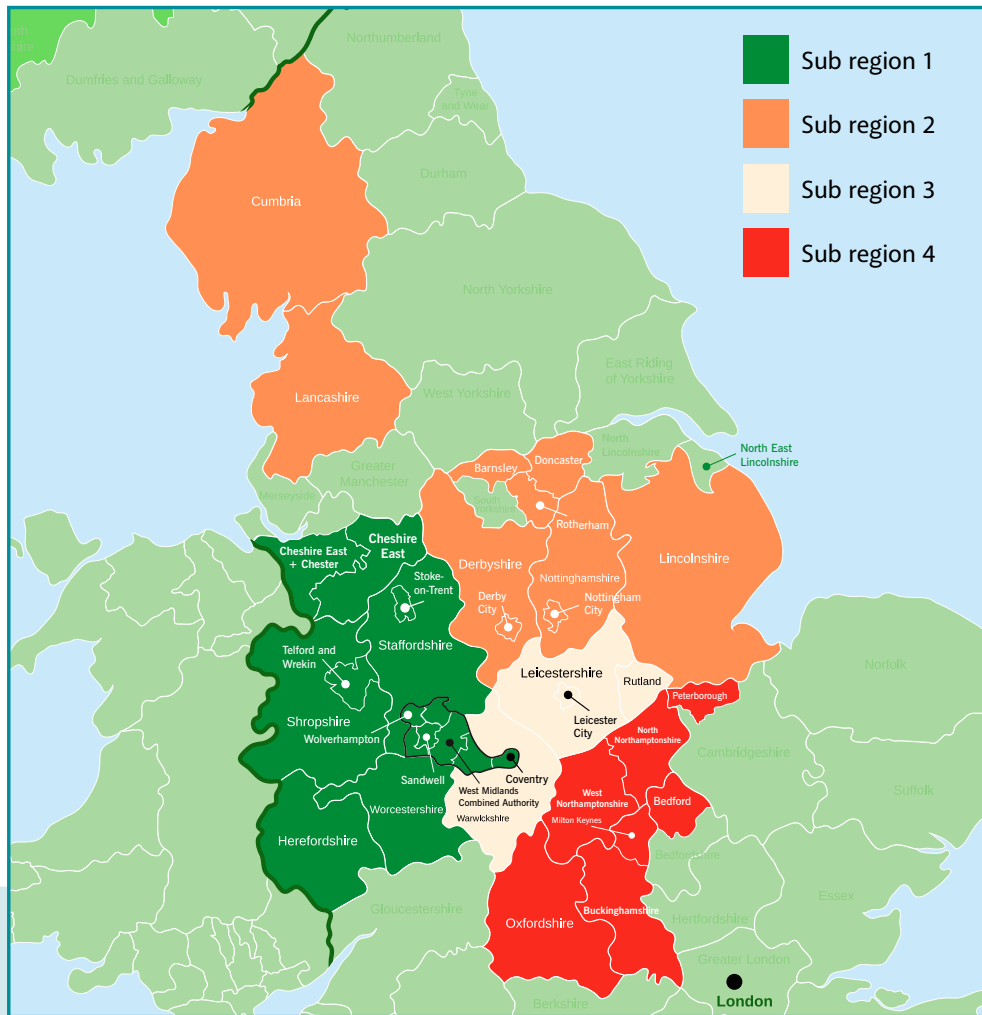 Sub region 1
Sub region 2
Sub region 3
Sub region 4
Northumberland
Dumfries and Galloway
Tyne
and Wear
Durham
Cumbria
North Yorkshire
East Riding
of Yorkshire
Lancashire
West Yorkshire
North
Lincolnshire
North East
Lincolnshire
Greater
Manchester
Merseyside
Barnsley
Doncaster
South
Yorkshire
Rotherham
Cheshire East
+ Chester
Cheshire
East
Derbyshire
Nottinghamshire
Lincolnshire
Stoke-
on-Trent
Derby
City
Nottingham
City
Staffordshire
Telford and
Wrekin
Leicestershire
Rutland
Norfolk
Peterborough
Shropshire
Wolverhampton
Leicester
City
North
Northamptonshire
Cambridgeshire
Sandwell
West Midlands
Combined Authority
Coventry
Suffolk
Worcestershire
Warwickshire
West
Northamptonshire
Milton Keynes
Bedford
Herefordshire
Bedfordshire
Essex
Gloucestershire
Oxfordshire
Buckinghamshire
Hertfordshire
Greater London
London
Berkshire